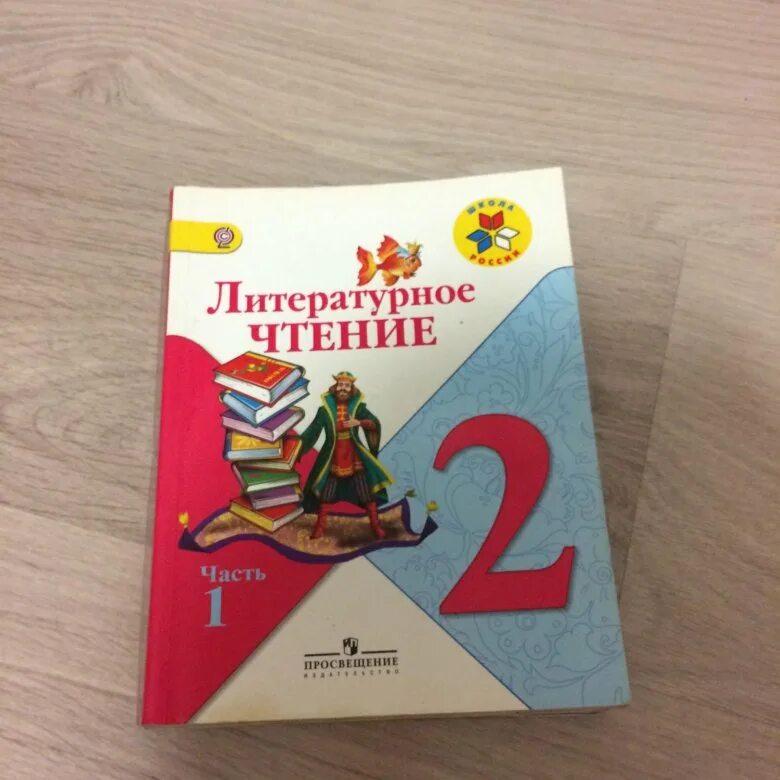 ШКОЛА
РОССИИ
Литературное
ЧТЕНИЕ
2
Часть
1
ПРОСВЕЩЕНИЕ
ИЗДАТЕЛЬСТВО